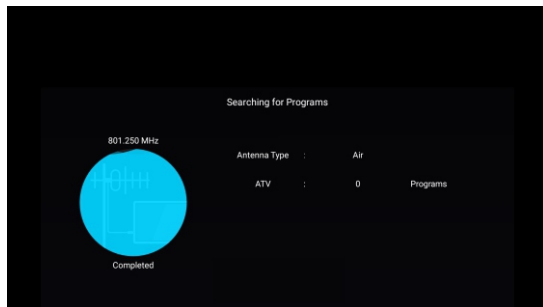 Searching for Programs
801.250 MHz
Antenna Type : Air
ATV : 0 Programs
Completed